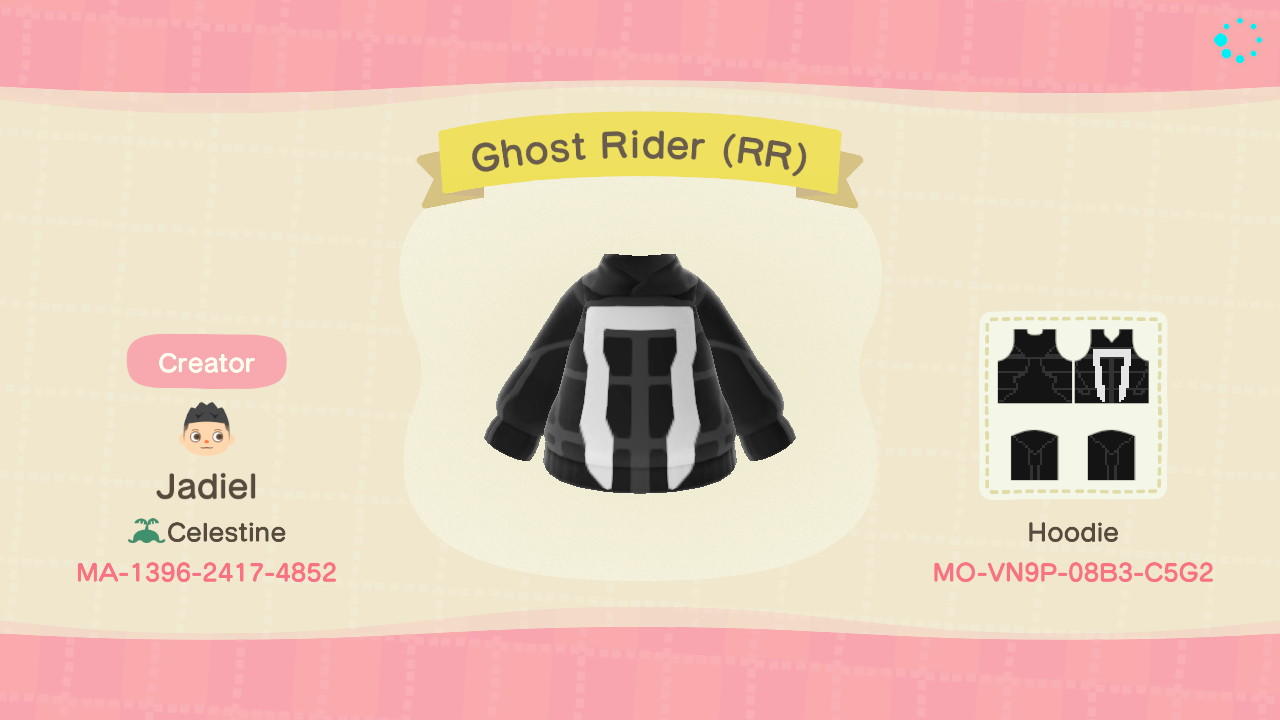 Ghost Rider (RR)
Creator
Jadiel
Celestine
MA-1396-2417-4852
Hoodie
MO-VN9P-08B3-C5G2